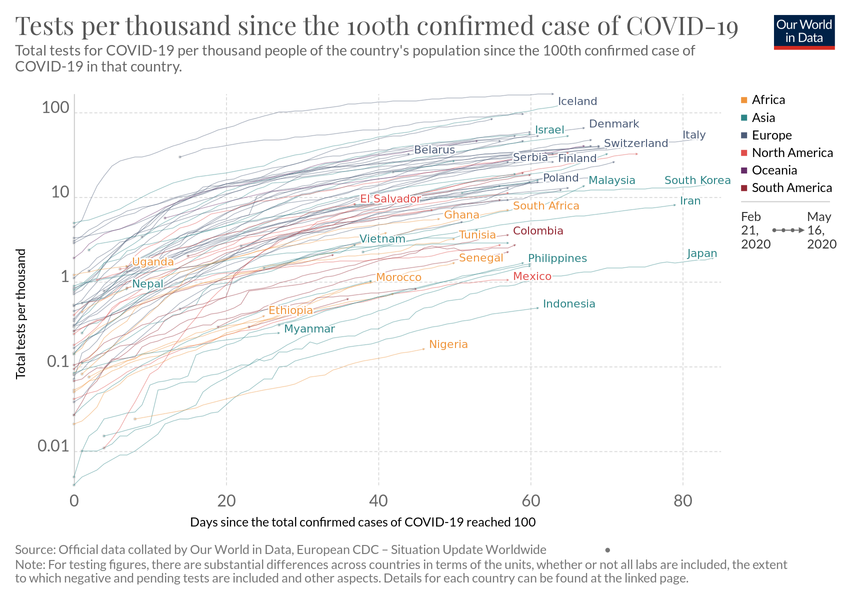 Tests per thousand since the 100th confirmed case of COVID-19
Our World
in Data
Total tests for COVID-19 per thousand people of the country's population since the 100th confirmed case of
COVID-19 in that country.
100
10
1
0.1
0.01
Total tests per thousand
Iceland
Denmark
Israel
Italy
Switzerland
Belarus
Serbia
Finland
Poland
Malaysia
South Korea
El Salvador
Iran
South Africa
Ghana
Colombia
Tunisia
Vietnam
Japan
Senegal
Philippines
Uganda
Morocco
Mexico
Nepal
Indonesia
Ethiopia
Myanmar
Nigeria
0
20
40
60
80
Days since the total confirmed cases of COVID-19 reached 100
Africa
Asia
Europe
North America
Oceania
South America
Feb
21,
2020
May
16,
2020
Source: Official data collated by Our World in Data, European CDC – Situation Update Worldwide
Note: For testing figures, there are substantial differences across countries in terms of the units, whether or not all labs are included, the extent
to which negative and pending tests are included and other aspects. Details for each country can be found at the linked page.